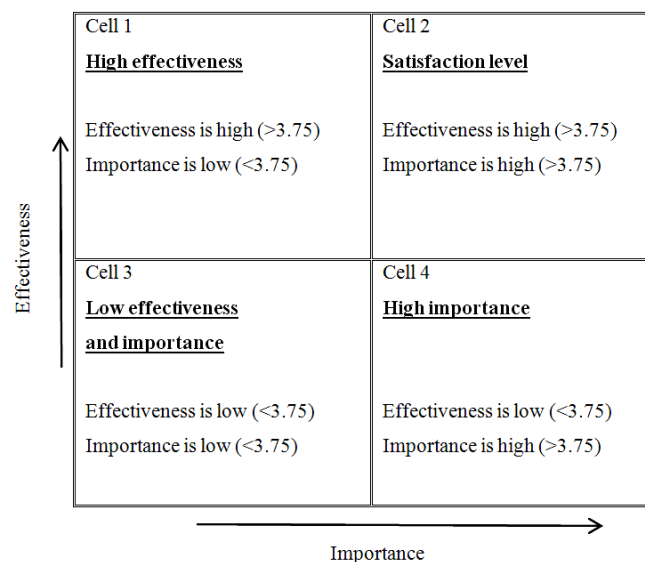 Cell 1
High effectiveness
Effectiveness is high (>3.75)
Importance is low (<3.75)
Cell 2
Satisfaction level
Effectiveness is high (>3.75)
Importance is high (>3.75)
Effectiveness
Cell 3
Low effectiveness
and importance
Effectiveness is low (<3.75)
Importance is low (<3.75)
Cell 4
High importance
Effectiveness is low (<3.75)
Importance is high (>3.75)
Importance